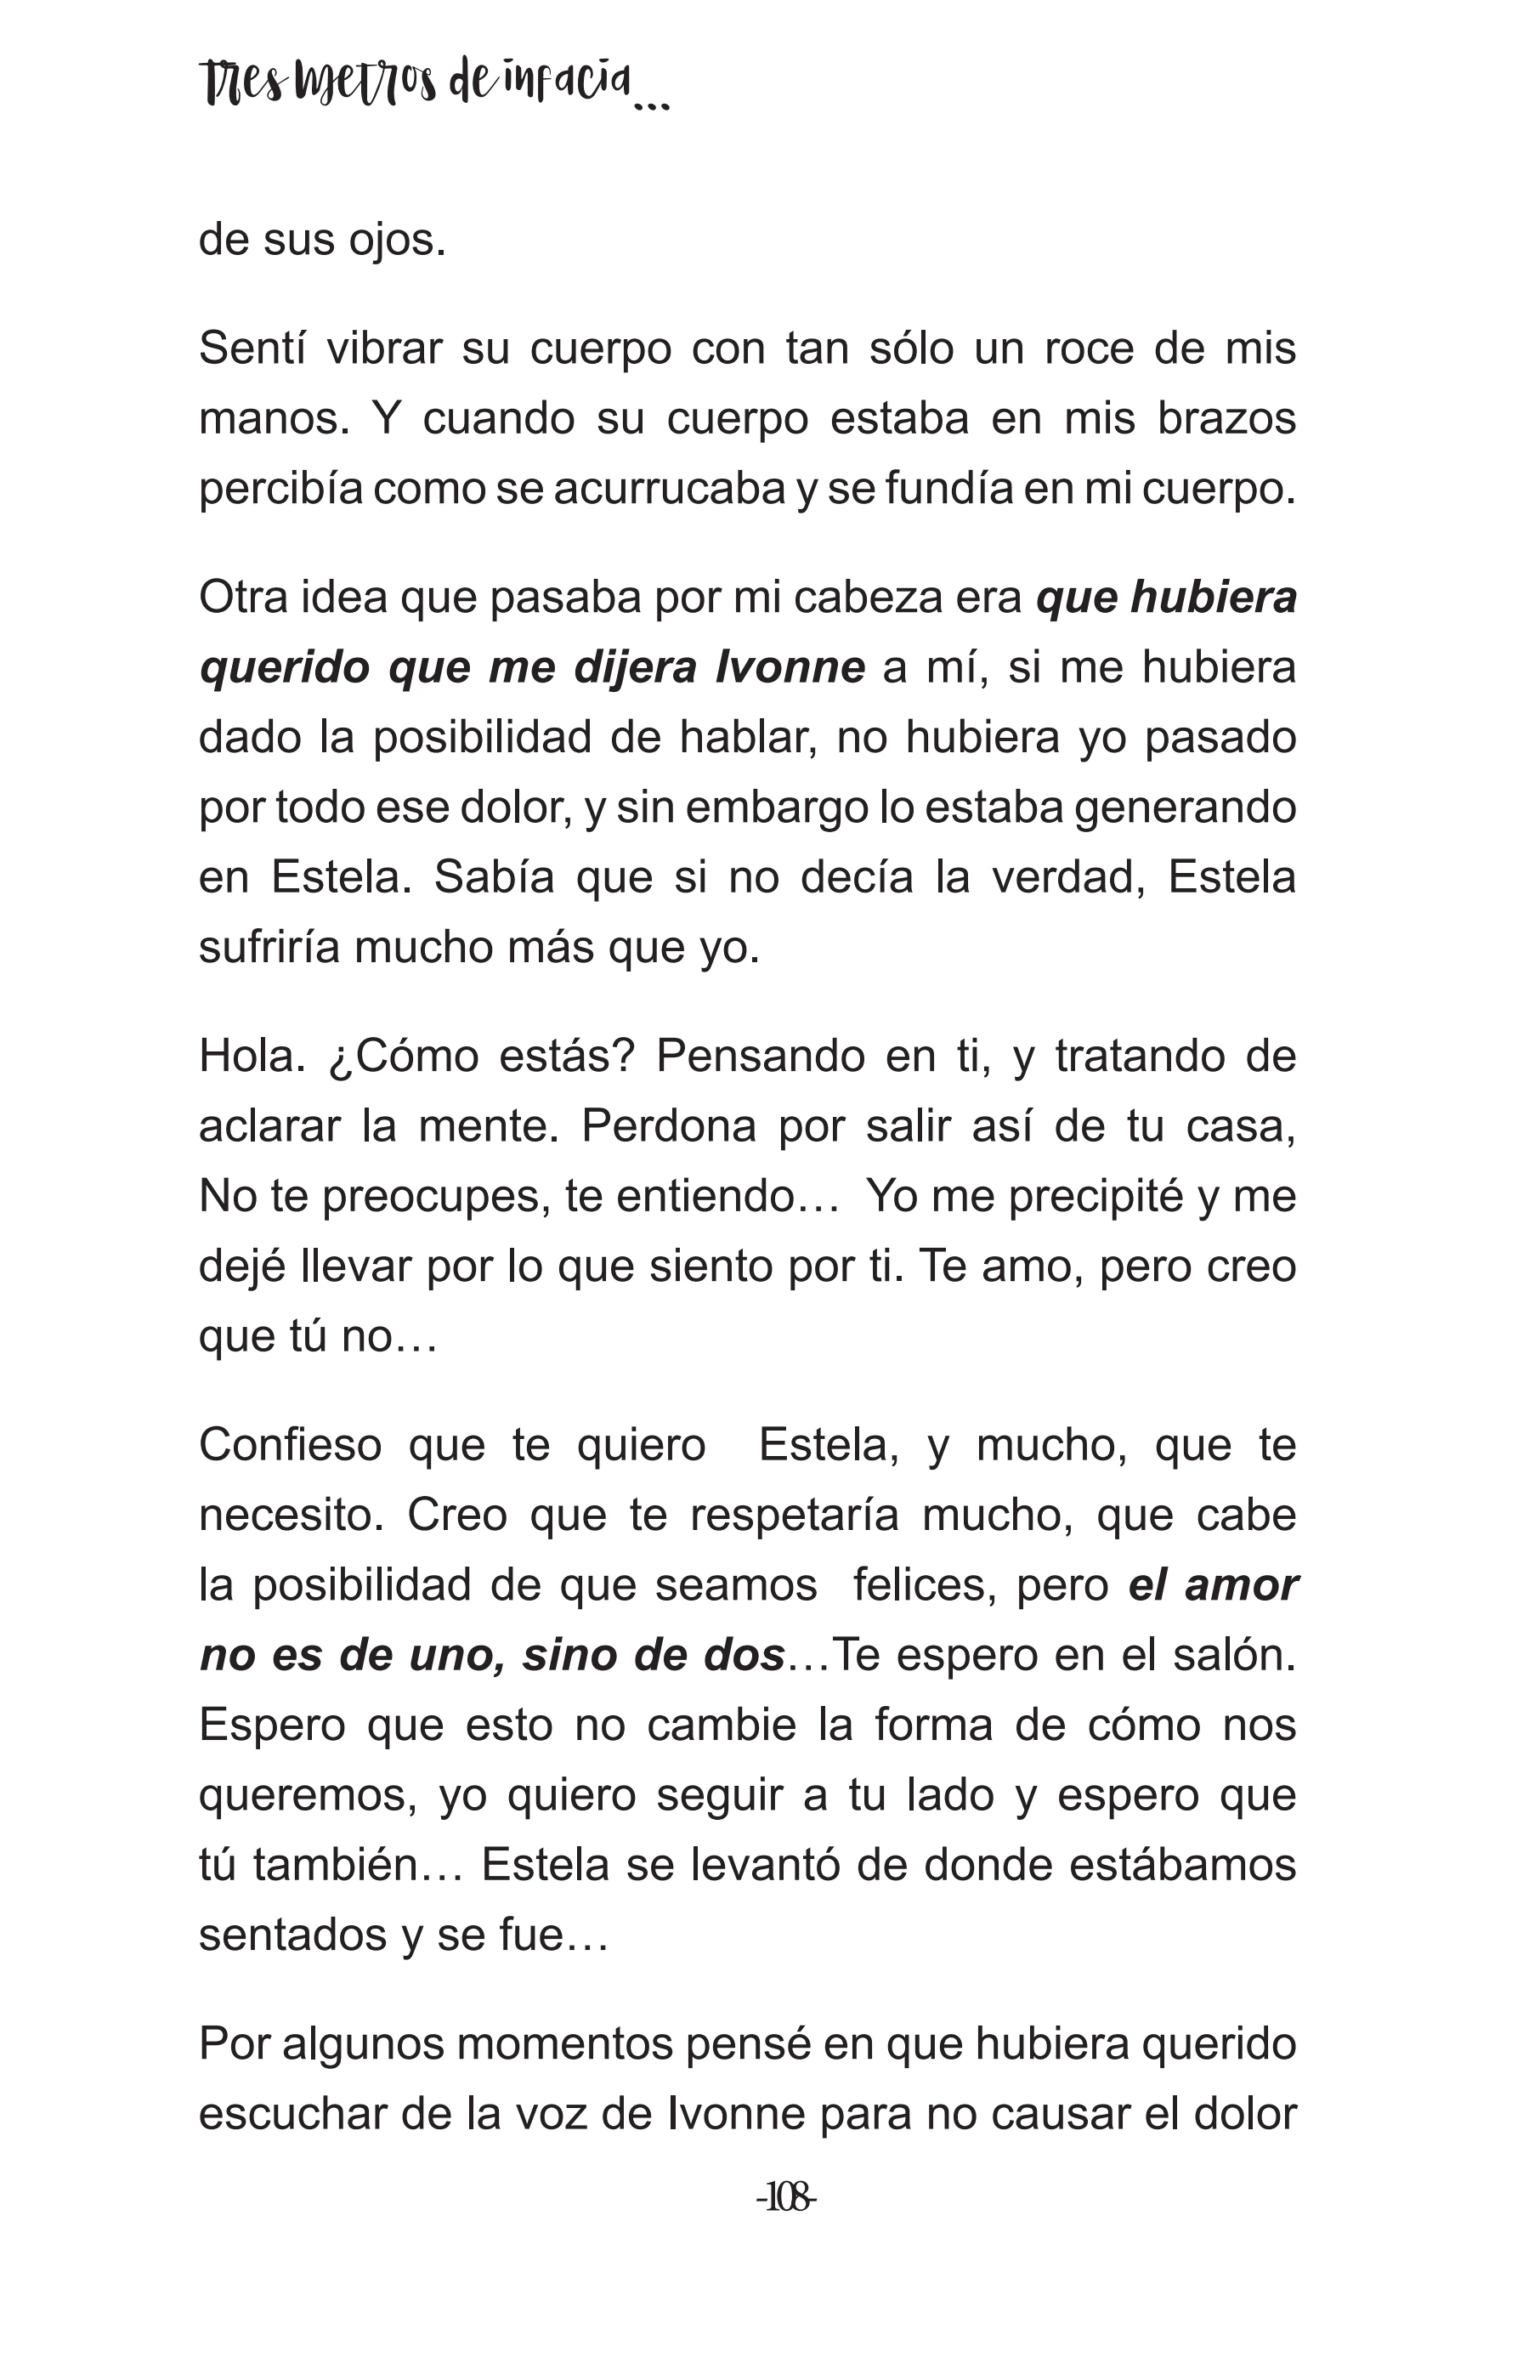 Tres metros de infacia...
de sus ojos.
Sentí vibrar su cuerpo con tan sólo un roce de mis
manos. Y cuando su cuerpo estaba en mis brazos
percibía como se acurrucaba y se fundía en mi cuerpo.
Otra idea que pasaba por mi cabeza era que hubiera
querido que me dijera Ivonne a mí, si me hubiera
dado la posibilidad de hablar, no hubiera yo pasado
por todo ese dolor, y sin embargo lo estaba generando
en Estela. Sabía que si no decía la verdad, Estela
sufriría mucho más que yo.
Hola. ¿Cómo estás? Pensando en ti, y tratando de
aclarar la mente. Perdona por salir así de tu casa,
No te preocupes, te entiendo… Yo me precipité y me
dejé llevar por lo que siento por ti. Te amo, pero creo
que tú no…
Confieso que te quiero Estela, y mucho, que te
necesito. Creo que te respetaría mucho, que cabe
la posibilidad de que seamos felices, pero el amor
no es de uno, sino de dos…Te espero en el salón.
Espero que esto no cambie la forma de cómo nos
queremos, yo quiero seguir a tu lado y espero que
tú también… Estela se levantó de donde estábamos
sentados y se fue…
Por algunos momentos pensé en que hubiera querido
escuchar de la voz de Ivonne para no causar el dolor
-108-